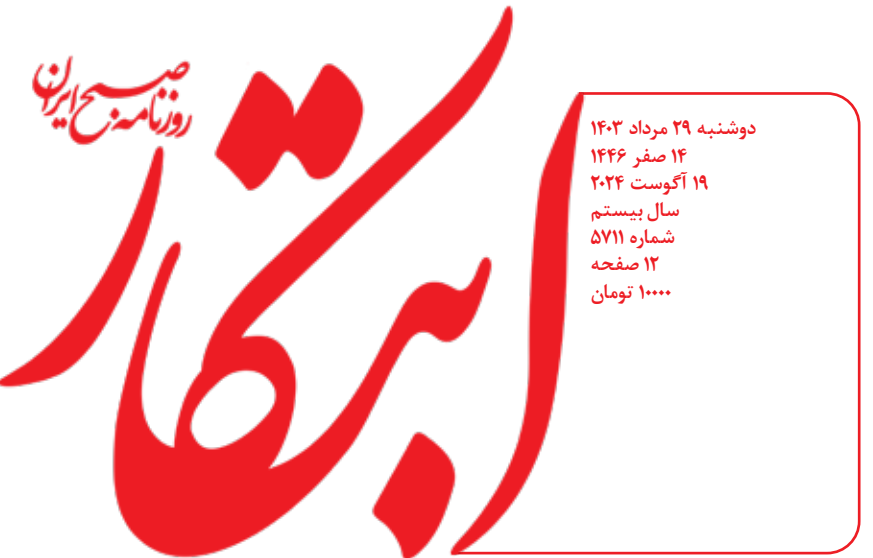 ابتکار
روزنامه صبح ایران
دوشنبه ۲۹ مرداد ۱۴۰۳
۱۴ صفر ۱۴۴۶
۱۹ آگوست ۲۰۲۴
سال بیستم
شماره ۵۷۱۱
۱۲ صفحه
۱۰۰۰۰ تومان